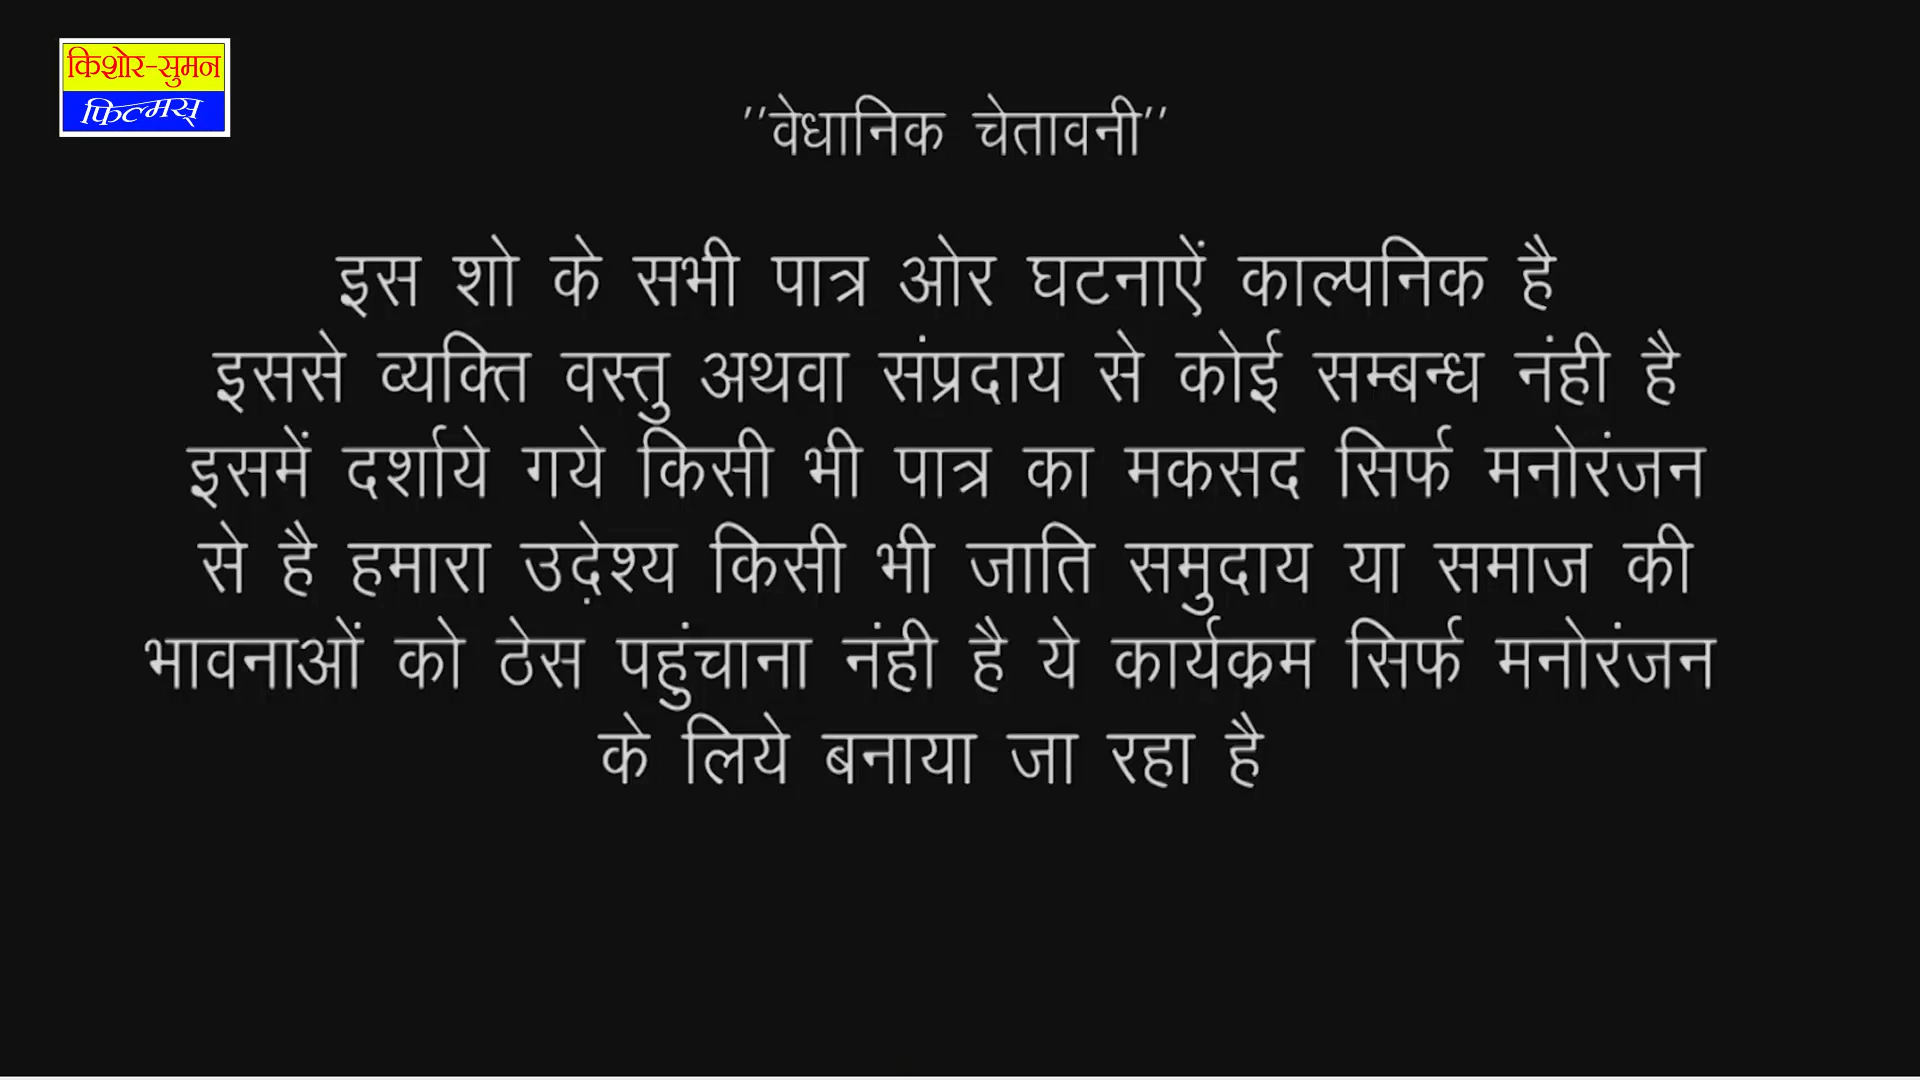 किशोर-सुमन
फिल्मस्
''वेधानिक चेतावनी''
इस शो के सभी पात्र ओर घटनाऐं काल्पनिक है
इससे व्यक्ति वस्तु अथवा संप्रदाय से कोई सम्बन्ध नंही है
इसमें दर्शाये गये किसी भी पात्र का मकसद सिर्फ मनोरंजन
से है हमारा उद़ेश्य किसी भी जाति समुदाय या समाज की
भावनाओं को ठेस पहुंचाना नंही है ये कार्यक्रम सिर्फ मनोरंजन
के लिये बनाया जा रहा है